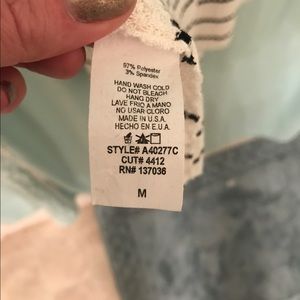 97% Polyester
3% Spandex
HAND WASH COLD
DO NOT BLEACH
HANG DRY
LAVE FRIO A MANO
NO USAR CLORO
MADE IN U.S.A.
HECHO EN E.U.A.
STYLE# A40277C
CUT# 4412
RN# 137036
M